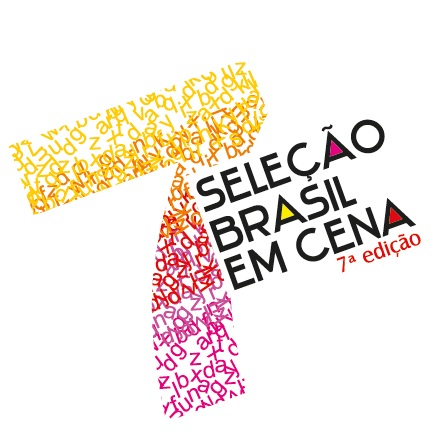 SELEÇÃO
BRASIL
EM CENA
7ª edição